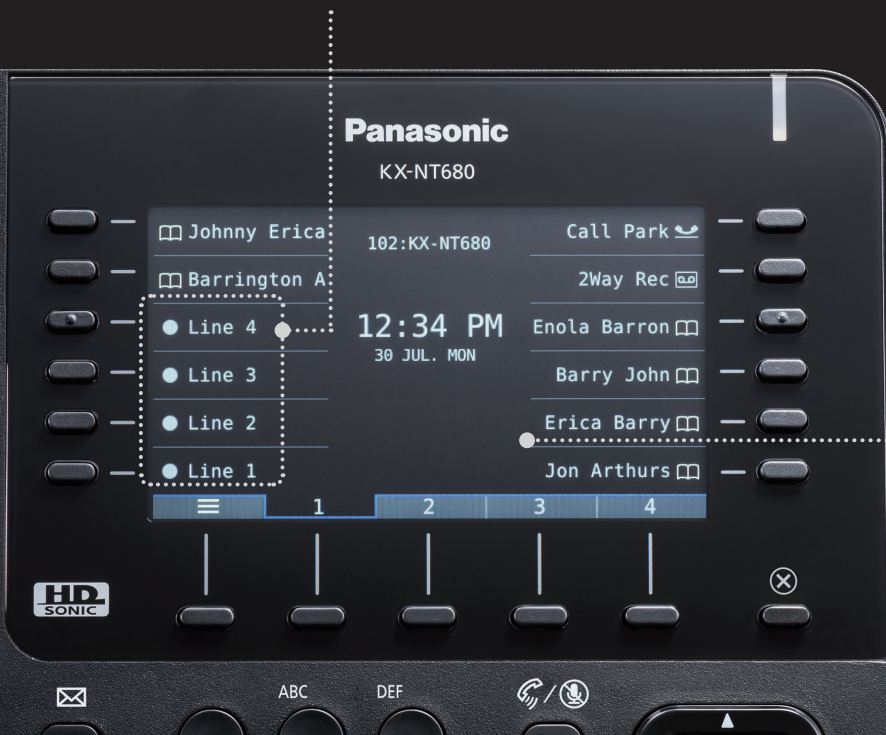 Panasonic
KX-NT680
Johnny Erica
Barrington A
Line 4
Line 3
Line 2
Line 1
102:KX-NT680
12:34 PM
30 JUL. MON
Call Park
2Way Rec
Enola Barron
Barry John
Erica Barry
Jon Arthurs
1 2 3 4
HD
SONIC
ABC DEF